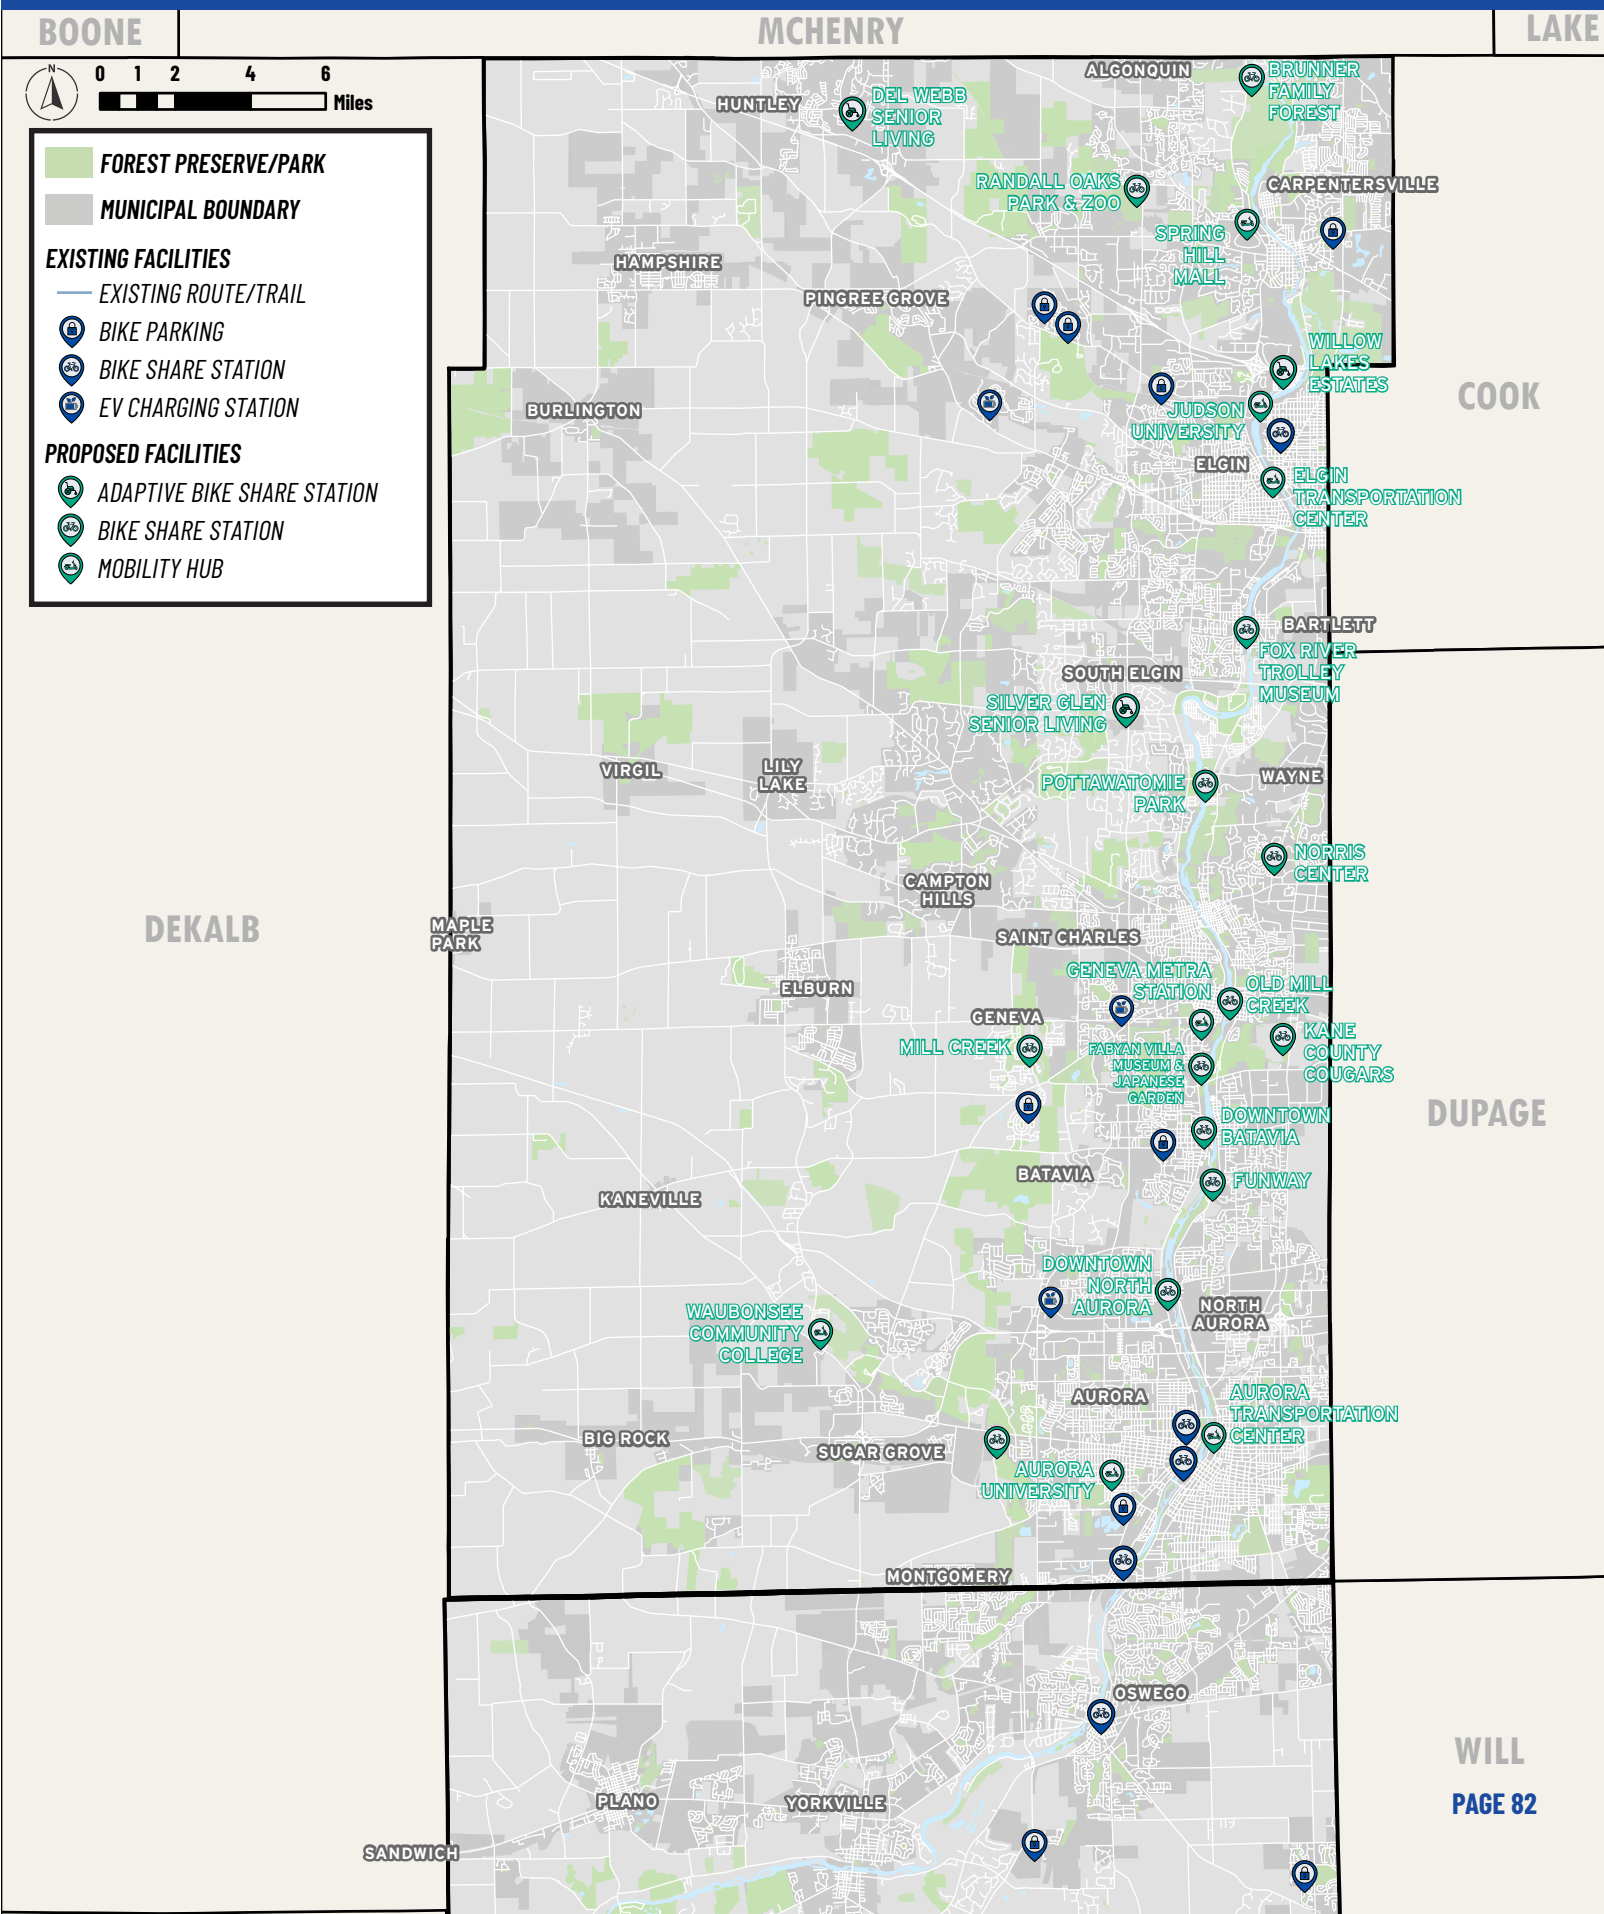 BOONE
MCHENRY
LAKE
N
0 1 2 4 6
Miles
FOREST PRESERVE/PARK
MUNICIPAL BOUNDARY
EXISTING FACILITIES
EXISTING ROUTE/TRAIL
BIKE PARKING
BIKE SHARE STATION
EV CHARGING STATION
PROPOSED FACILITIES
ADAPTIVE BIKE SHARE STATION
BIKE SHARE STATION
MOBILITY HUB
ALGONQUIN
BRUNNER
FAMILY
FOREST
HUNTLEY
DEL WEBB
SENIOR
LIVING
RANDALL OAKS
PARK & ZOO
CARPENTERSVILLE
SPRING
HILL
MALL
HAMPSHIRE
PINGREE GROVE
WILLOW
LAKES
ESTATES
COOK
BURLINGTON
JUDSON
UNIVERSITY
ELGIN
ELGIN
TRANSPORTATION
CENTER
BARTLETT
FOX RIVER
TROLLEY
MUSEUM
SOUTH ELGIN
SILVER GLEN
SENIOR LIVING
VIRGIL
LILY
LAKE
POTTAWATOMIE
PARK
WAYNE
NORRIS
CENTER
CAMPTON
HILLS
DEKALB
MAPLE
PARK
SAINT CHARLES
GENEVA METRA
STATION
OLD MILL
CREEK
ELBURN
GENEVA
MILL CREEK
FABYAN VILLA
MUSEUM &
JAPANESE
GARDEN
KANE
COUNTY
COUGARS
DOWNTOWN
BATAVIA
DUPAGE
BATAVIA
FUNWAY
KANEVILLE
DOWNTOWN
NORTH
AURORA
NORTH
AURORA
WAUBONSEE
COMMUNITY
COLLEGE
AURORA
AURORA
TRANSPORTATION
CENTER
BIG ROCK
SUGAR GROVE
AURORA
UNIVERSITY
MONTGOMERY
OSWEGO
WILL
PLANO
YORKVILLE
PAGE 82
SANDWICH